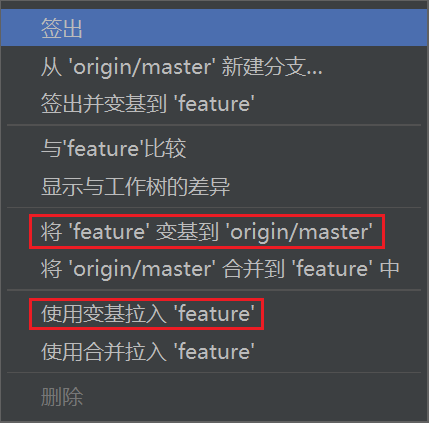 签出
从 'origin/master' 新建分支...
签出并变基到 'feature'
与'feature'比较
显示与工作树的差异
将 'feature' 变基到 'origin/master'
将 'origin/master' 合并到 'feature' 中
使用变基拉入 'feature'
使用合并拉入 'feature'
删除